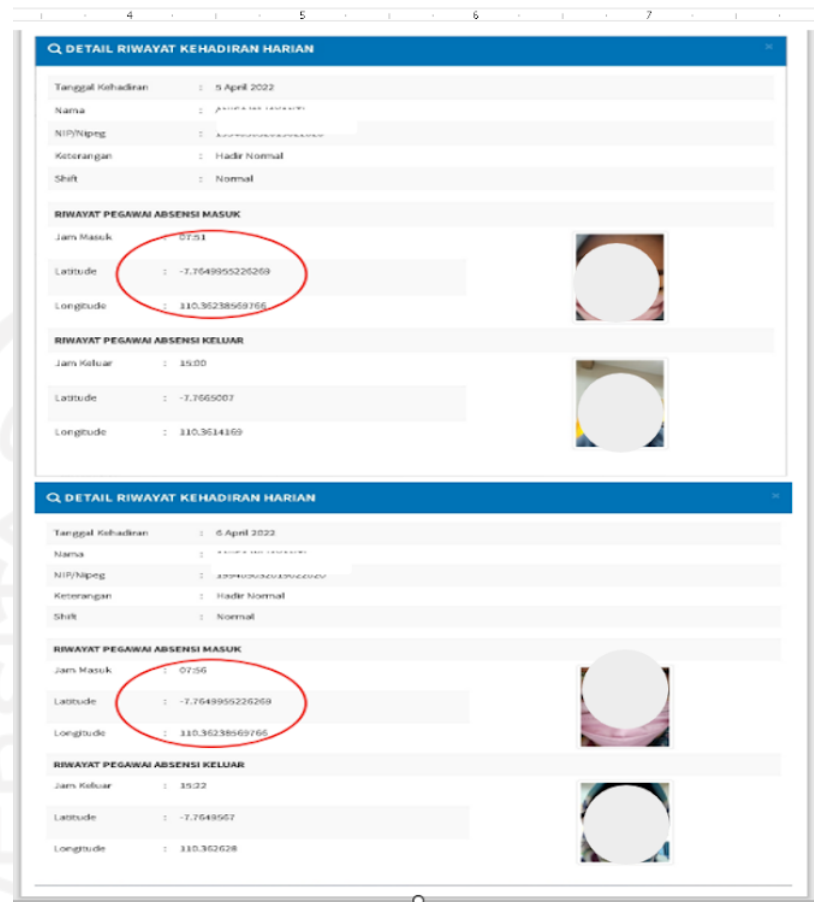 4 5 6 7
DETAIL RIWAYAT KEHADIRAN HARIAN ×
Tanggal Kehadiran : 5 April 2022
Nama :
NIP/Nipeg :
Keterangan : Hadir Normal
Shift : Normal
RIWAYAT PEGAWAI ABSENSI MASUK
Jam Masuk : 07:51
Latitude : -7.7649955226269
Longitude : 110.36238569766
RIWAYAT PEGAWAI ABSENSI KELUAR
Jam Keluar : 15:00
Latitude : -7.7665007
Longitude : 110.3614169
DETAIL RIWAYAT KEHADIRAN HARIAN ×
Tanggal Kehadiran : 6 April 2022
Nama :
NIP/Nipeg :
Keterangan : Hadir Normal
Shift : Normal
RIWAYAT PEGAWAI ABSENSI MASUK
Jam Masuk : 07:56
Latitude : -7.7649955226269
Longitude : 110.36238569766
RIWAYAT PEGAWAI ABSENSI KELUAR
Jam Keluar : 15:22
Latitude : -7.7649567
Longitude : 110.362628